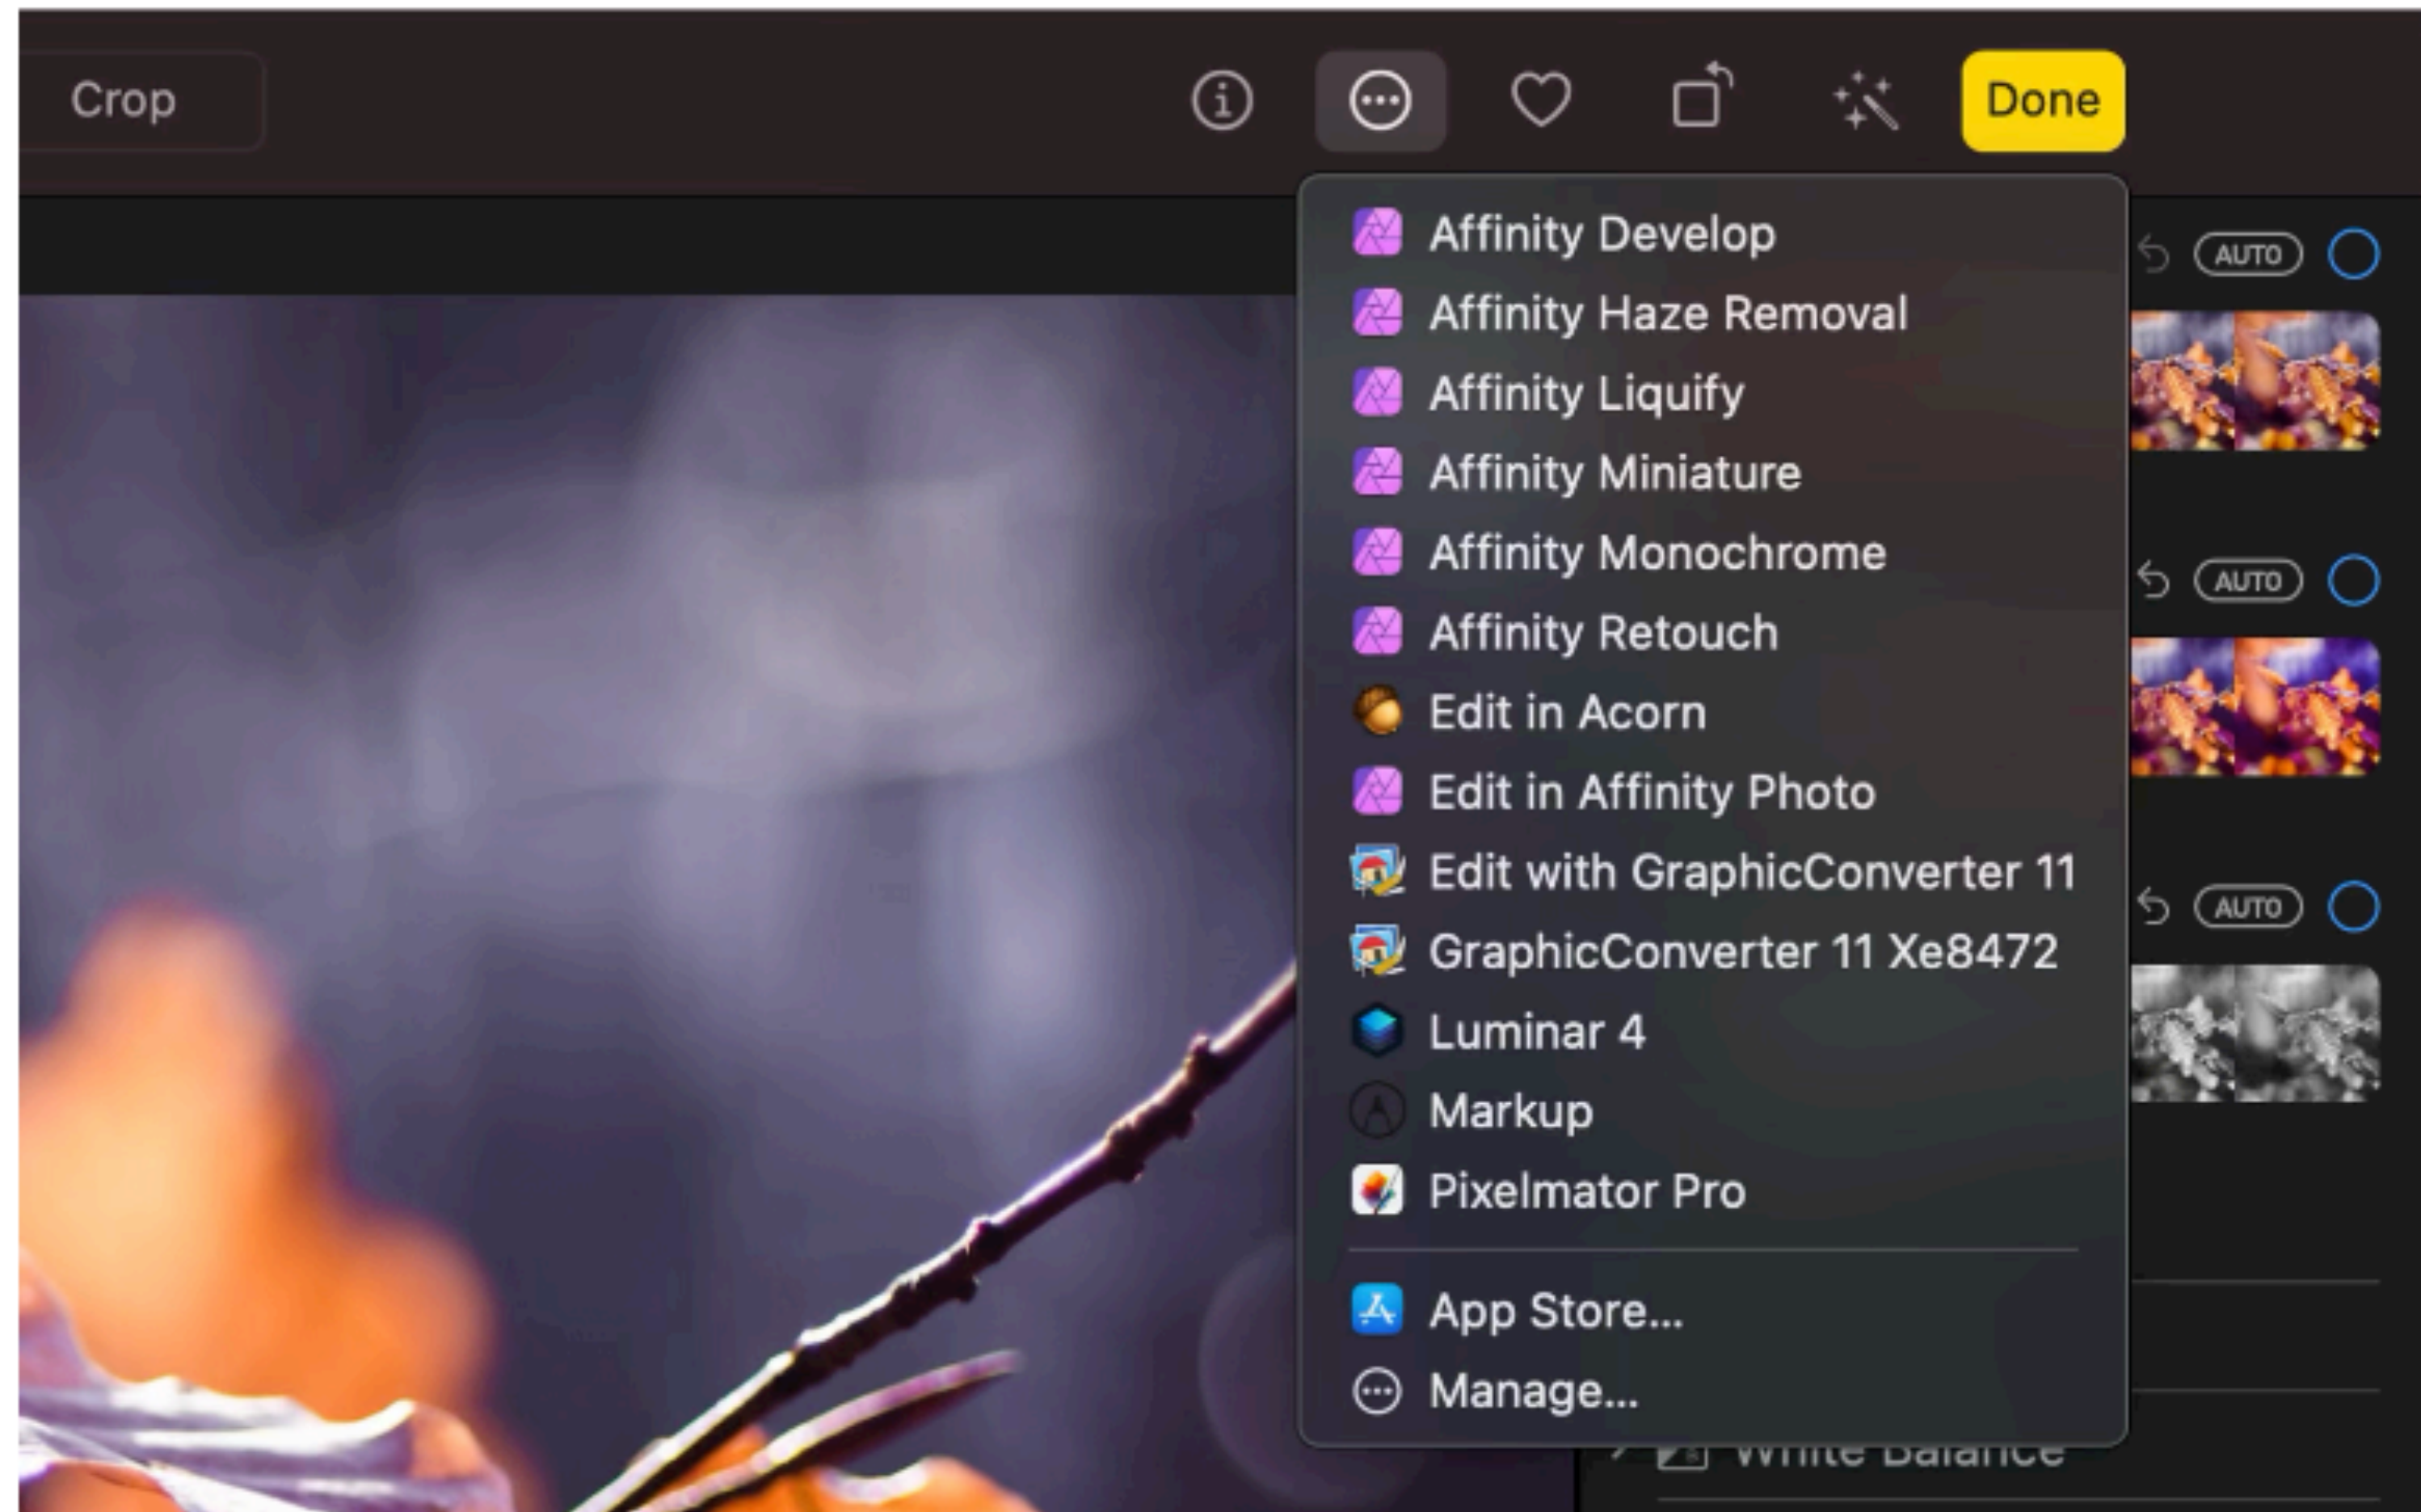 Crop
Done
Affinity Develop
Affinity Haze Removal
Affinity Liquify
Affinity Miniature
Affinity Monochrome
Affinity Retouch
Edit in Acorn
Edit in Affinity Photo
Edit with GraphicConverter 11
GraphicConverter 11 Xe8472
Luminar 4
Markup
Pixelmator Pro
App Store...
Manage...
AUTO
AUTO
AUTO
White Balance